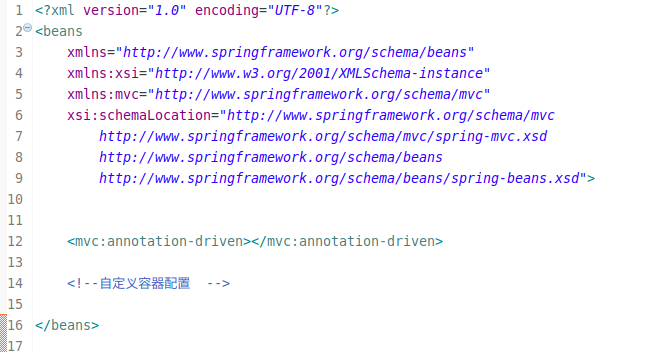 1 <?xml version="1.0" encoding="UTF-8"?>
2 <beans
3     xmlns="http://www.springframework.org/schema/beans"
4     xmlns:xsi="http://www.w3.org/2001/XMLSchema-instance"
5     xmlns:mvc="http://www.springframework.org/schema/mvc"
6     xsi:schemaLocation="http://www.springframework.org/schema/mvc
7         http://www.springframework.org/schema/mvc/spring-mvc.xsd
8         http://www.springframework.org/schema/beans
9         http://www.springframework.org/schema/beans/spring-beans.xsd">
10
11
12     <mvc:annotation-driven></mvc:annotation-driven>
13
14     <!--自定义容器配置  -->
15
16 </beans>
17